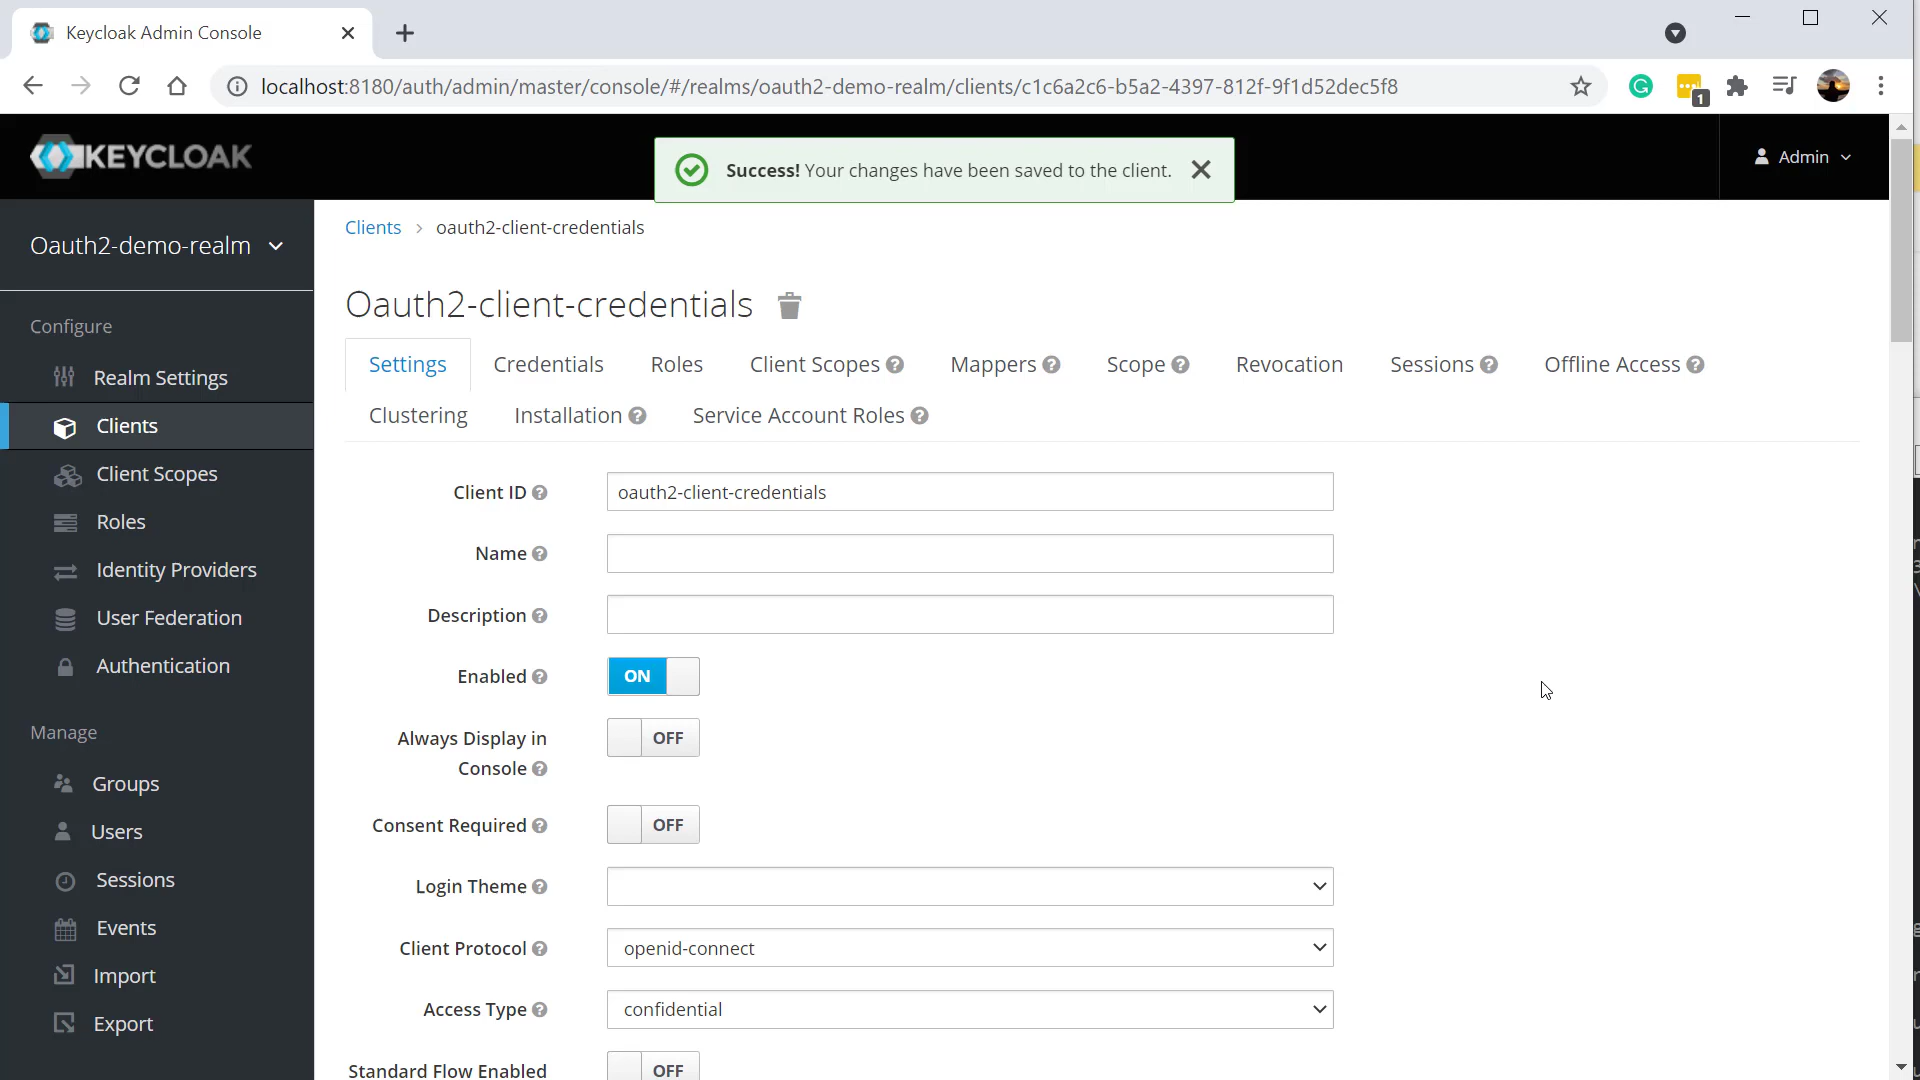 Keycloak Admin Console
localhost:8180/auth/admin/master/console/#/realms/oauth2-demo-realm/clients/c1c6a2c6-b5a2-4397-812f-9f1d52dec5f8
1
KEYCLOAK
Success! Your changes have been saved to the client.
Admin
Oauth2-demo-realm
Configure
Realm Settings
Clients
Client Scopes
Roles
Identity Providers
User Federation
Authentication
Manage
Groups
Users
Sessions
Events
Import
Export
Clients > oauth2-client-credentials
Oauth2-client-credentials
Settings Credentials Roles Client Scopes Mappers Scope Revocation Sessions Offline Access
Clustering Installation Service Account Roles
Client ID oauth2-client-credentials
Name
Description
Enabled ON
Always Display in
Console OFF
Consent Required OFF
Login Theme
Client Protocol openid-connect
Access Type confidential
Standard Flow Enabled OFF